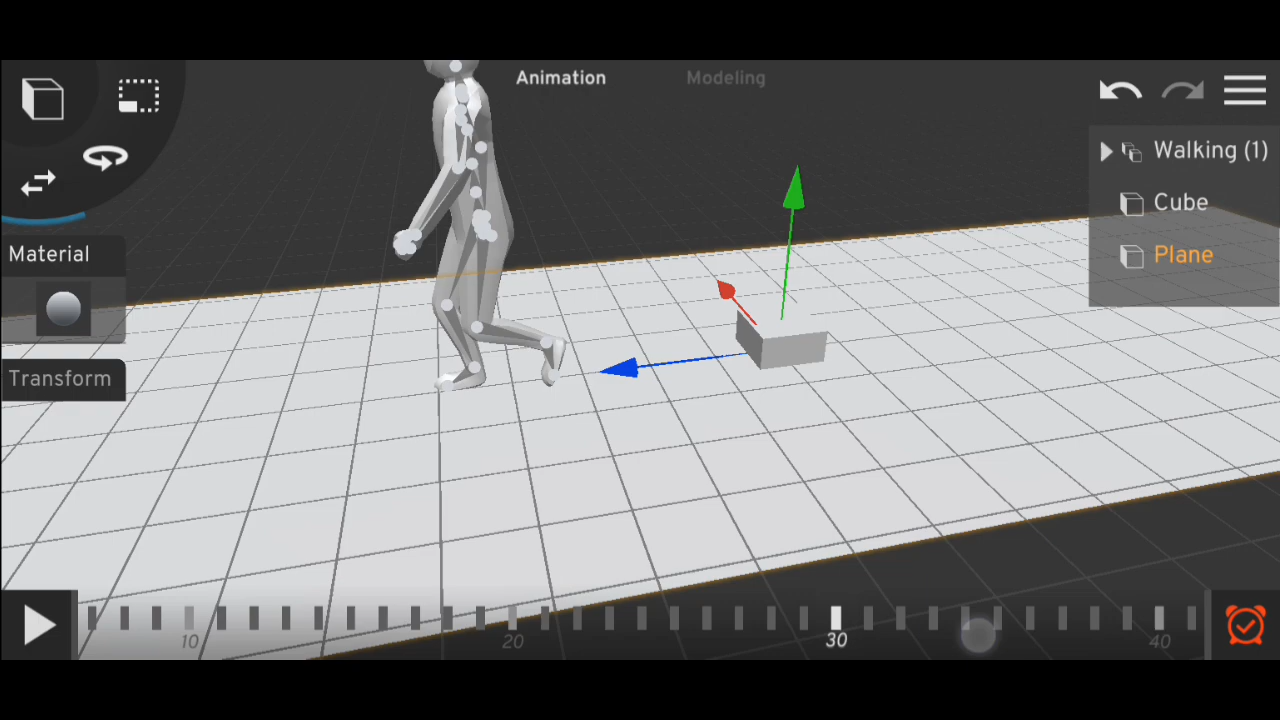 Animation
Modeling
Walking (1)
Cube
Plane
Material
Transform
10
20
30
40